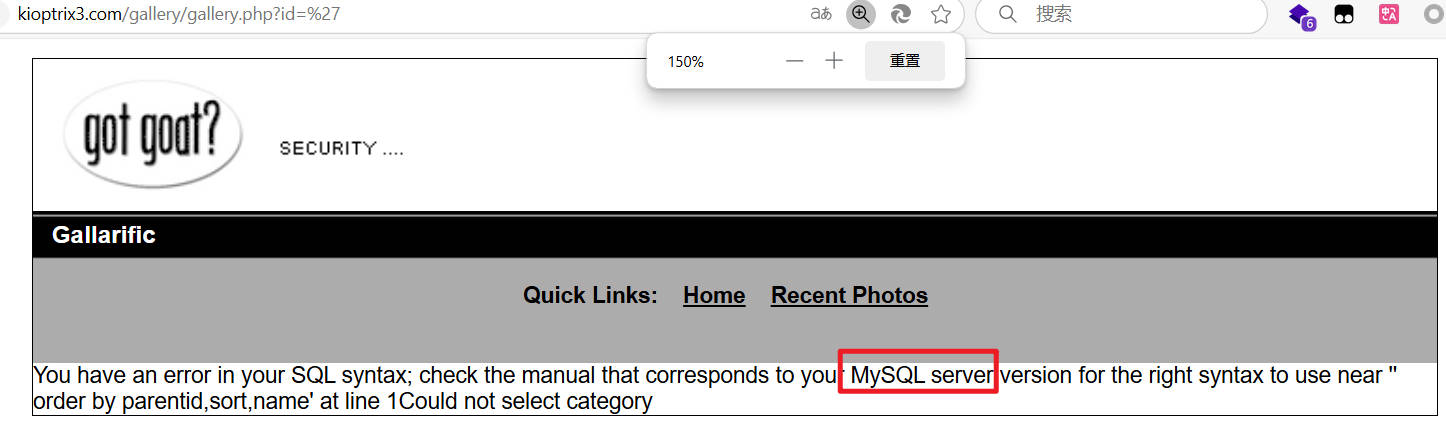 kioptrix3.com/gallery/gallery.php?id=%27
aあ
搜索
6
中
CA
150%
重置
got goat?
SECURITY ....
Gallarific
Quick Links: Home Recent Photos
You have an error in your SQL syntax; check the manual that corresponds to your MySQL server version for the right syntax to use near ''
order by parentid,sort,name' at line 1Could not select category